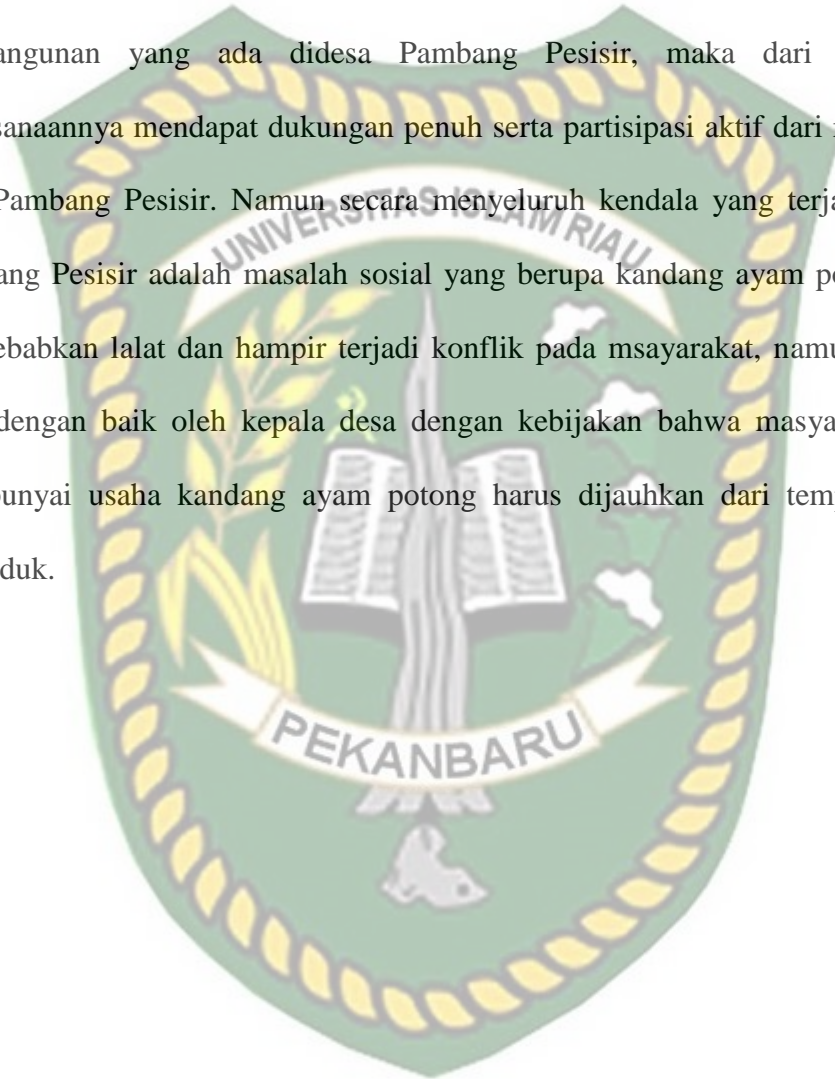 angunan yang ada didesa Pambang Pesisir, maka dari
sanaannya mendapat dukungan penuh serta partisipasi aktif dari
Pambang Pesisir. Namun secara menyeluruh kendala yang terja
UNIVERSITAS ISLAM RIAU
ang Pesisir adalah masalah sosial yang berupa kandang ayam po
ebabkan lalat dan hampir terjadi konflik pada msayarakat, namu
dengan baik oleh kepala desa dengan kebijakan bahwa masya
punyai usaha kandang ayam potong harus dijauhkan dari tem
duk.
PEKANBARU